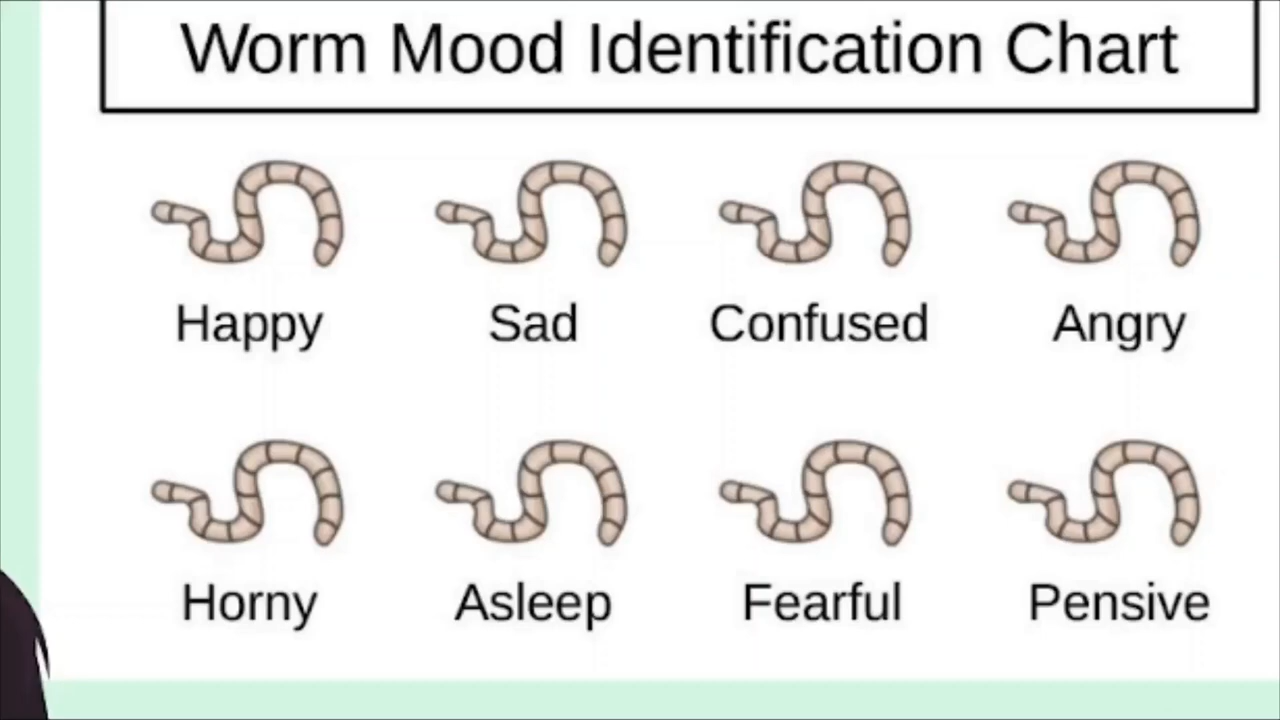 Worm Mood Identification Chart
Happy Sad Confused Angry
Horny Asleep Fearful Pensive